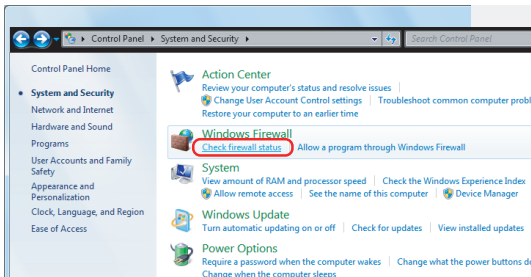 Control Panel ▸ System and Security ▸
Search Control Panel
Control Panel Home
System and Security
Network and Internet
Hardware and Sound
Programs
User Accounts and Family
Safety
Appearance and
Personalization
Clock, Language, and Region
Ease of Access
Action Center
Review your computer's status and resolve issues
Change User Account Control settings Troubleshoot common computer probl
Restore your computer to an earlier time
Windows Firewall
Check firewall status Allow a program through Windows Firewall
System
View amount of RAM and processor speed Check the Windows Experience Index
Allow remote access See the name of this computer Device Manager
Windows Update
Turn automatic updating on or off Check for updates View installed updates
Power Options
Require a password when the computer wakes Change what the power buttons do
Change when the computer sleeps